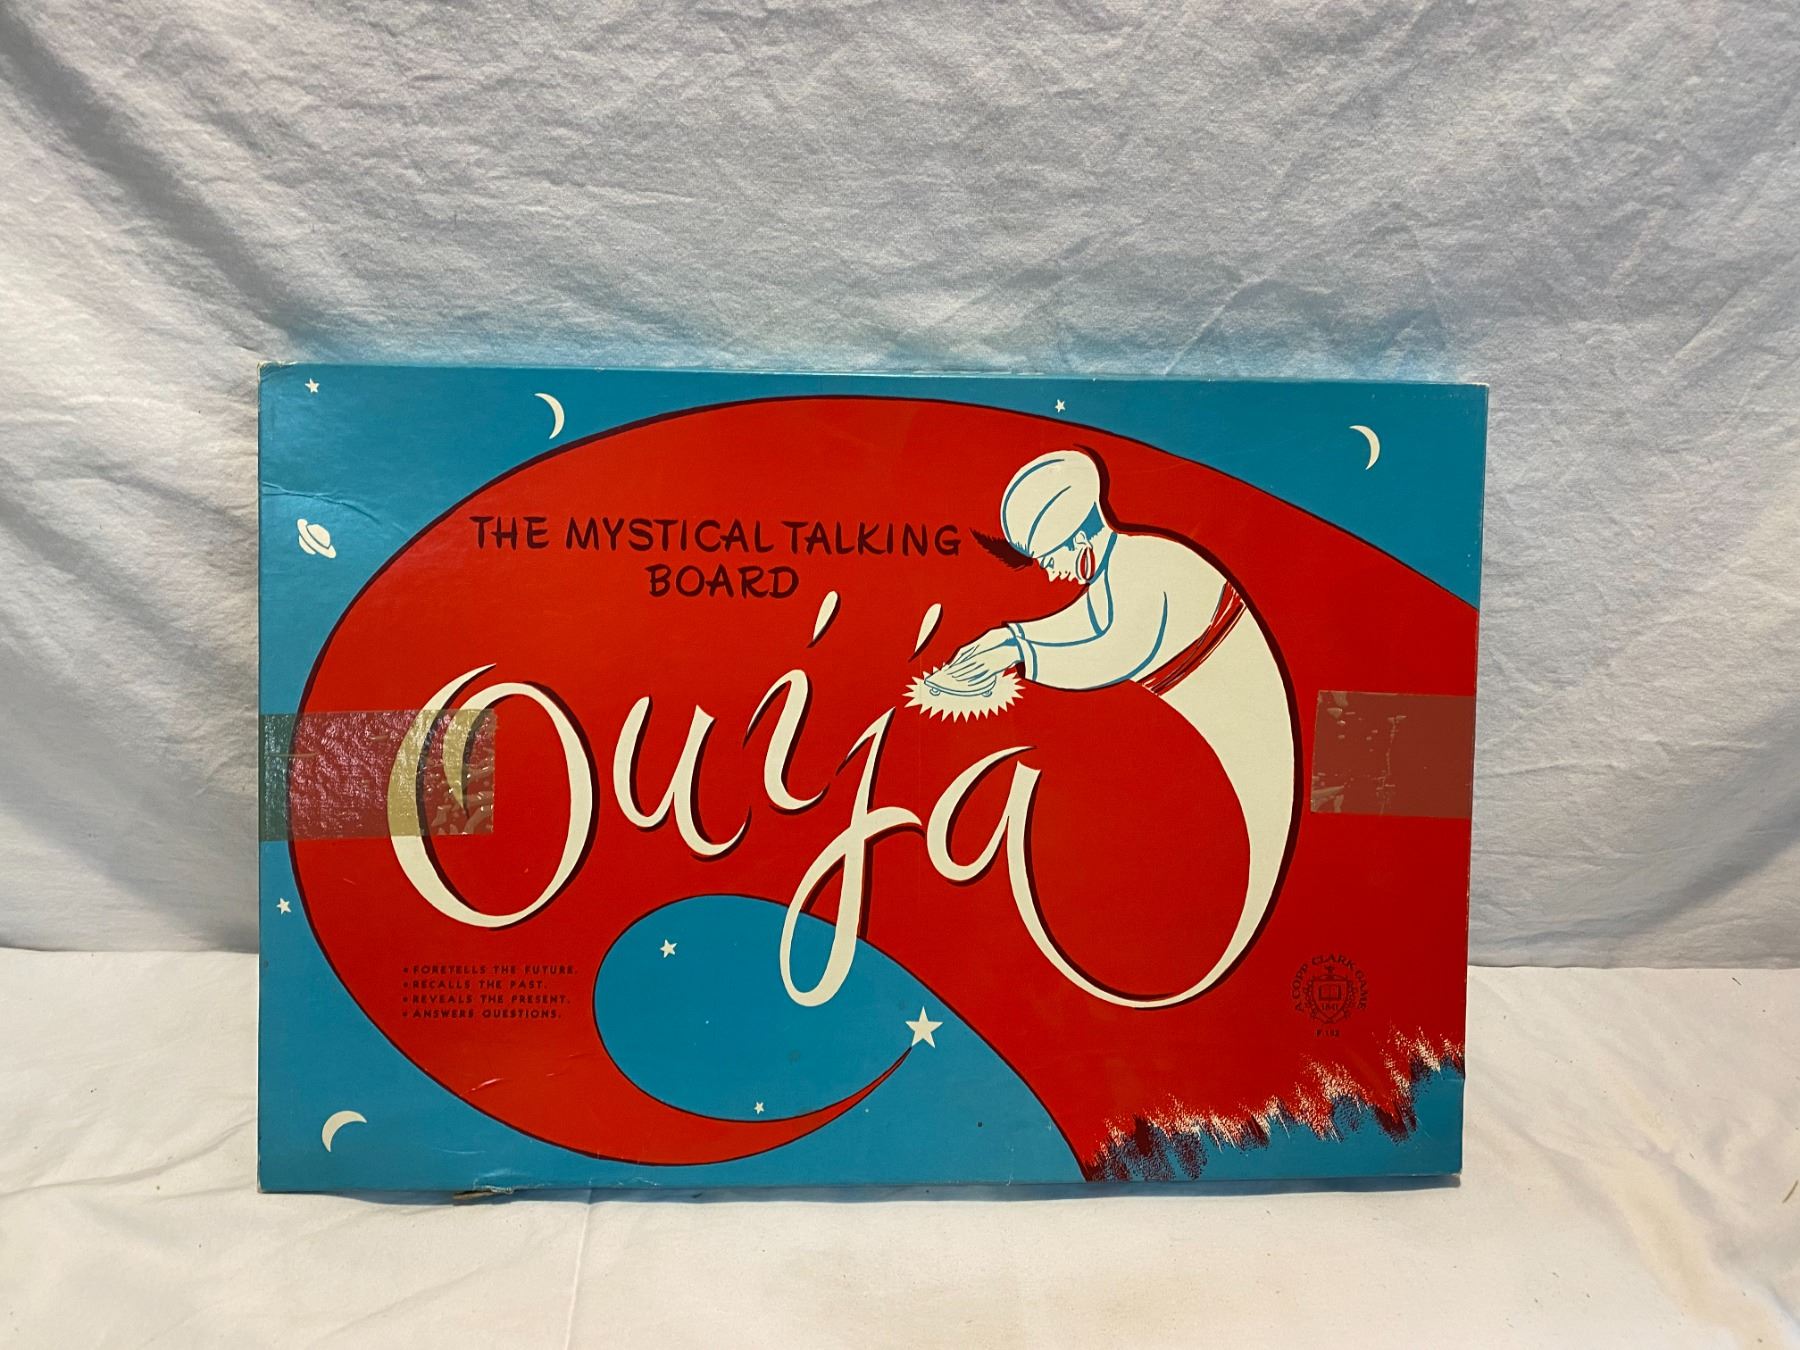 THE MYSTICAL TALKING
BOARD
Ouija
• FORETELLS THE FUTURE.
• RECALLS THE PAST.
• REVEALS THE PRESENT.
• ANSWERS QUESTIONS.
A COPP CLARK GAME
1841